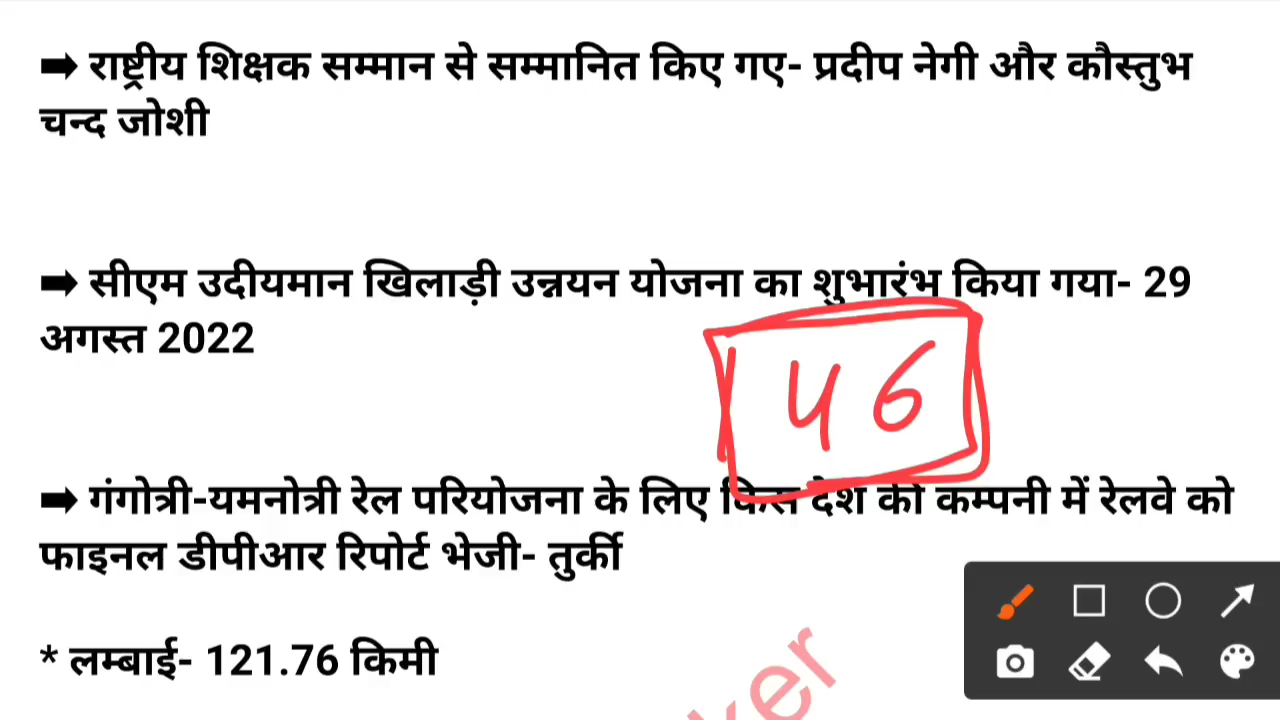 ➡ राष्ट्रीय शिक्षक सम्मान से सम्मानित किए गए- प्रदीप नेगी और कौस्तुभ
चन्द जोशी
➡ सीएम उदीयमान खिलाड़ी उन्नयन योजना का शुभारंभ किया गया- 29
अगस्त 2022
46
➡ गंगोत्री-यमनोत्री रेल परियोजना के लिए किस देश की कम्पनी में रेलवे को
फाइनल डीपीआर रिपोर्ट भेजी- तुर्की
* लम्बाई- 121.76 किमी
ker